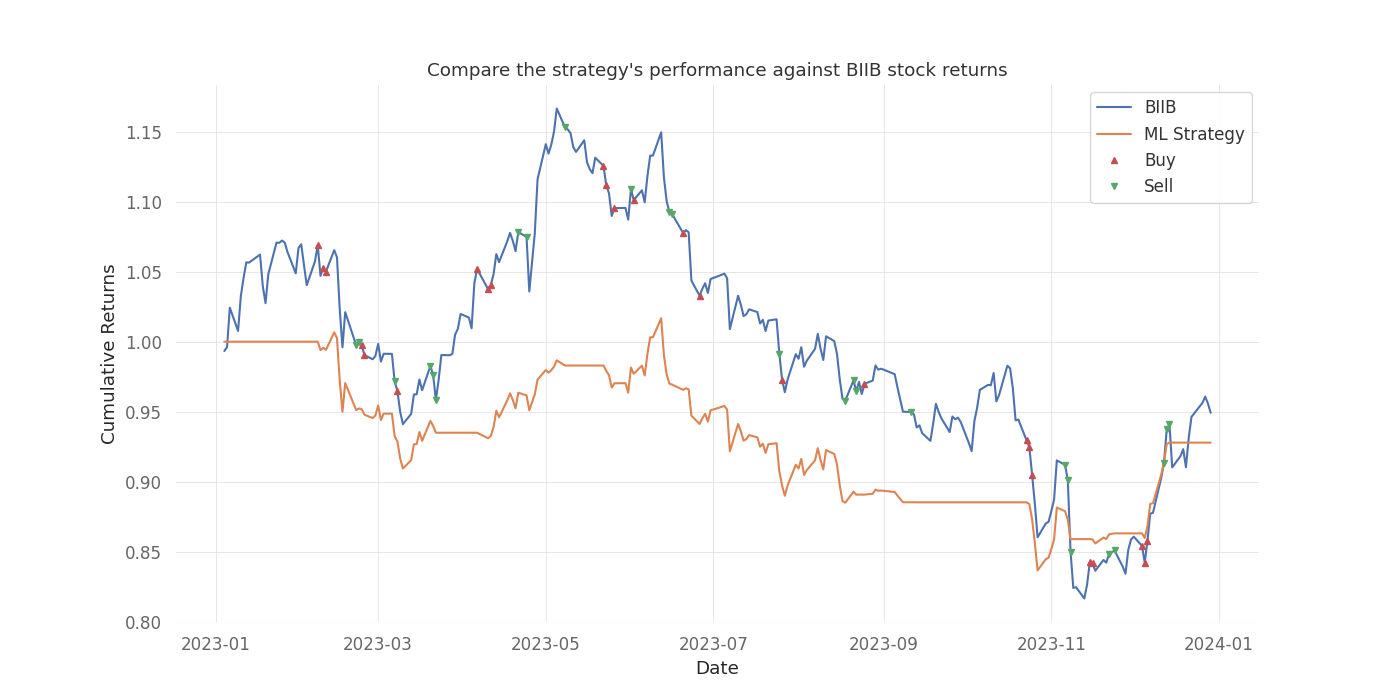 Compare the strategy's performance against BIIB stock returns
BIIB
ML Strategy
Buy
Sell
Cumulative Returns
1.15
1.10
1.05
1.00
0.95
0.90
0.85
0.80
2023-01
2023-03
2023-05
2023-07
2023-09
2023-11
2024-01
Date